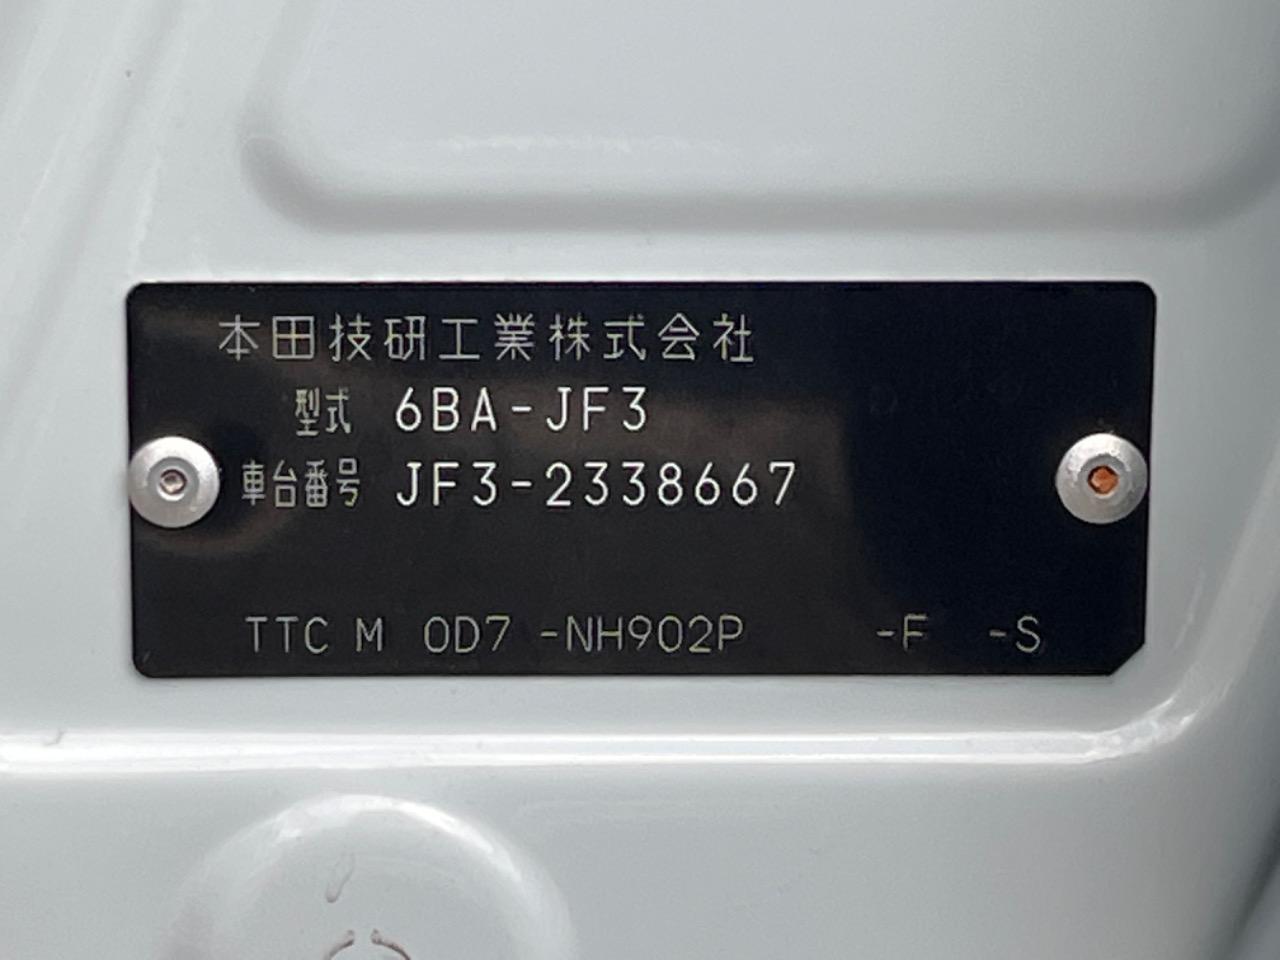 本田技研工業株式会社
型式 6BA-JF3
車台番号 JF3-2338667
TTC M 0D7 -NH902P -F -S